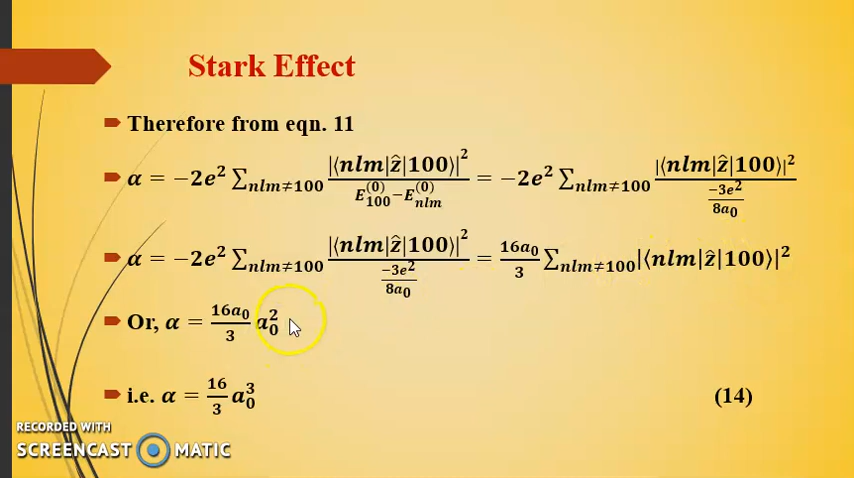 Stark Effect
Therefore from eqn. 11
α = −2e² ∑ₙₗₘ≠₁₀₀ |⟨nlm|ẑ|100⟩|² / (E₁₀₀⁽⁰⁾ − Eₙₗₘ⁽⁰⁾) = −2e² ∑ₙₗₘ≠₁₀₀ |⟨nlm|ẑ|100⟩|² / (−3e²/8a₀)
α = −2e² ∑ₙₗₘ≠₁₀₀ |⟨nlm|ẑ|100⟩|² / (−3e²/8a₀) = 16a₀/3 ∑ₙₗₘ≠₁₀₀ |⟨nlm|ẑ|100⟩|²
Or, α = 16a₀/3 a₀²
i.e. α = 16/3 a₀³ (14)
RECORDED WITH
SCREENCAST MATIC